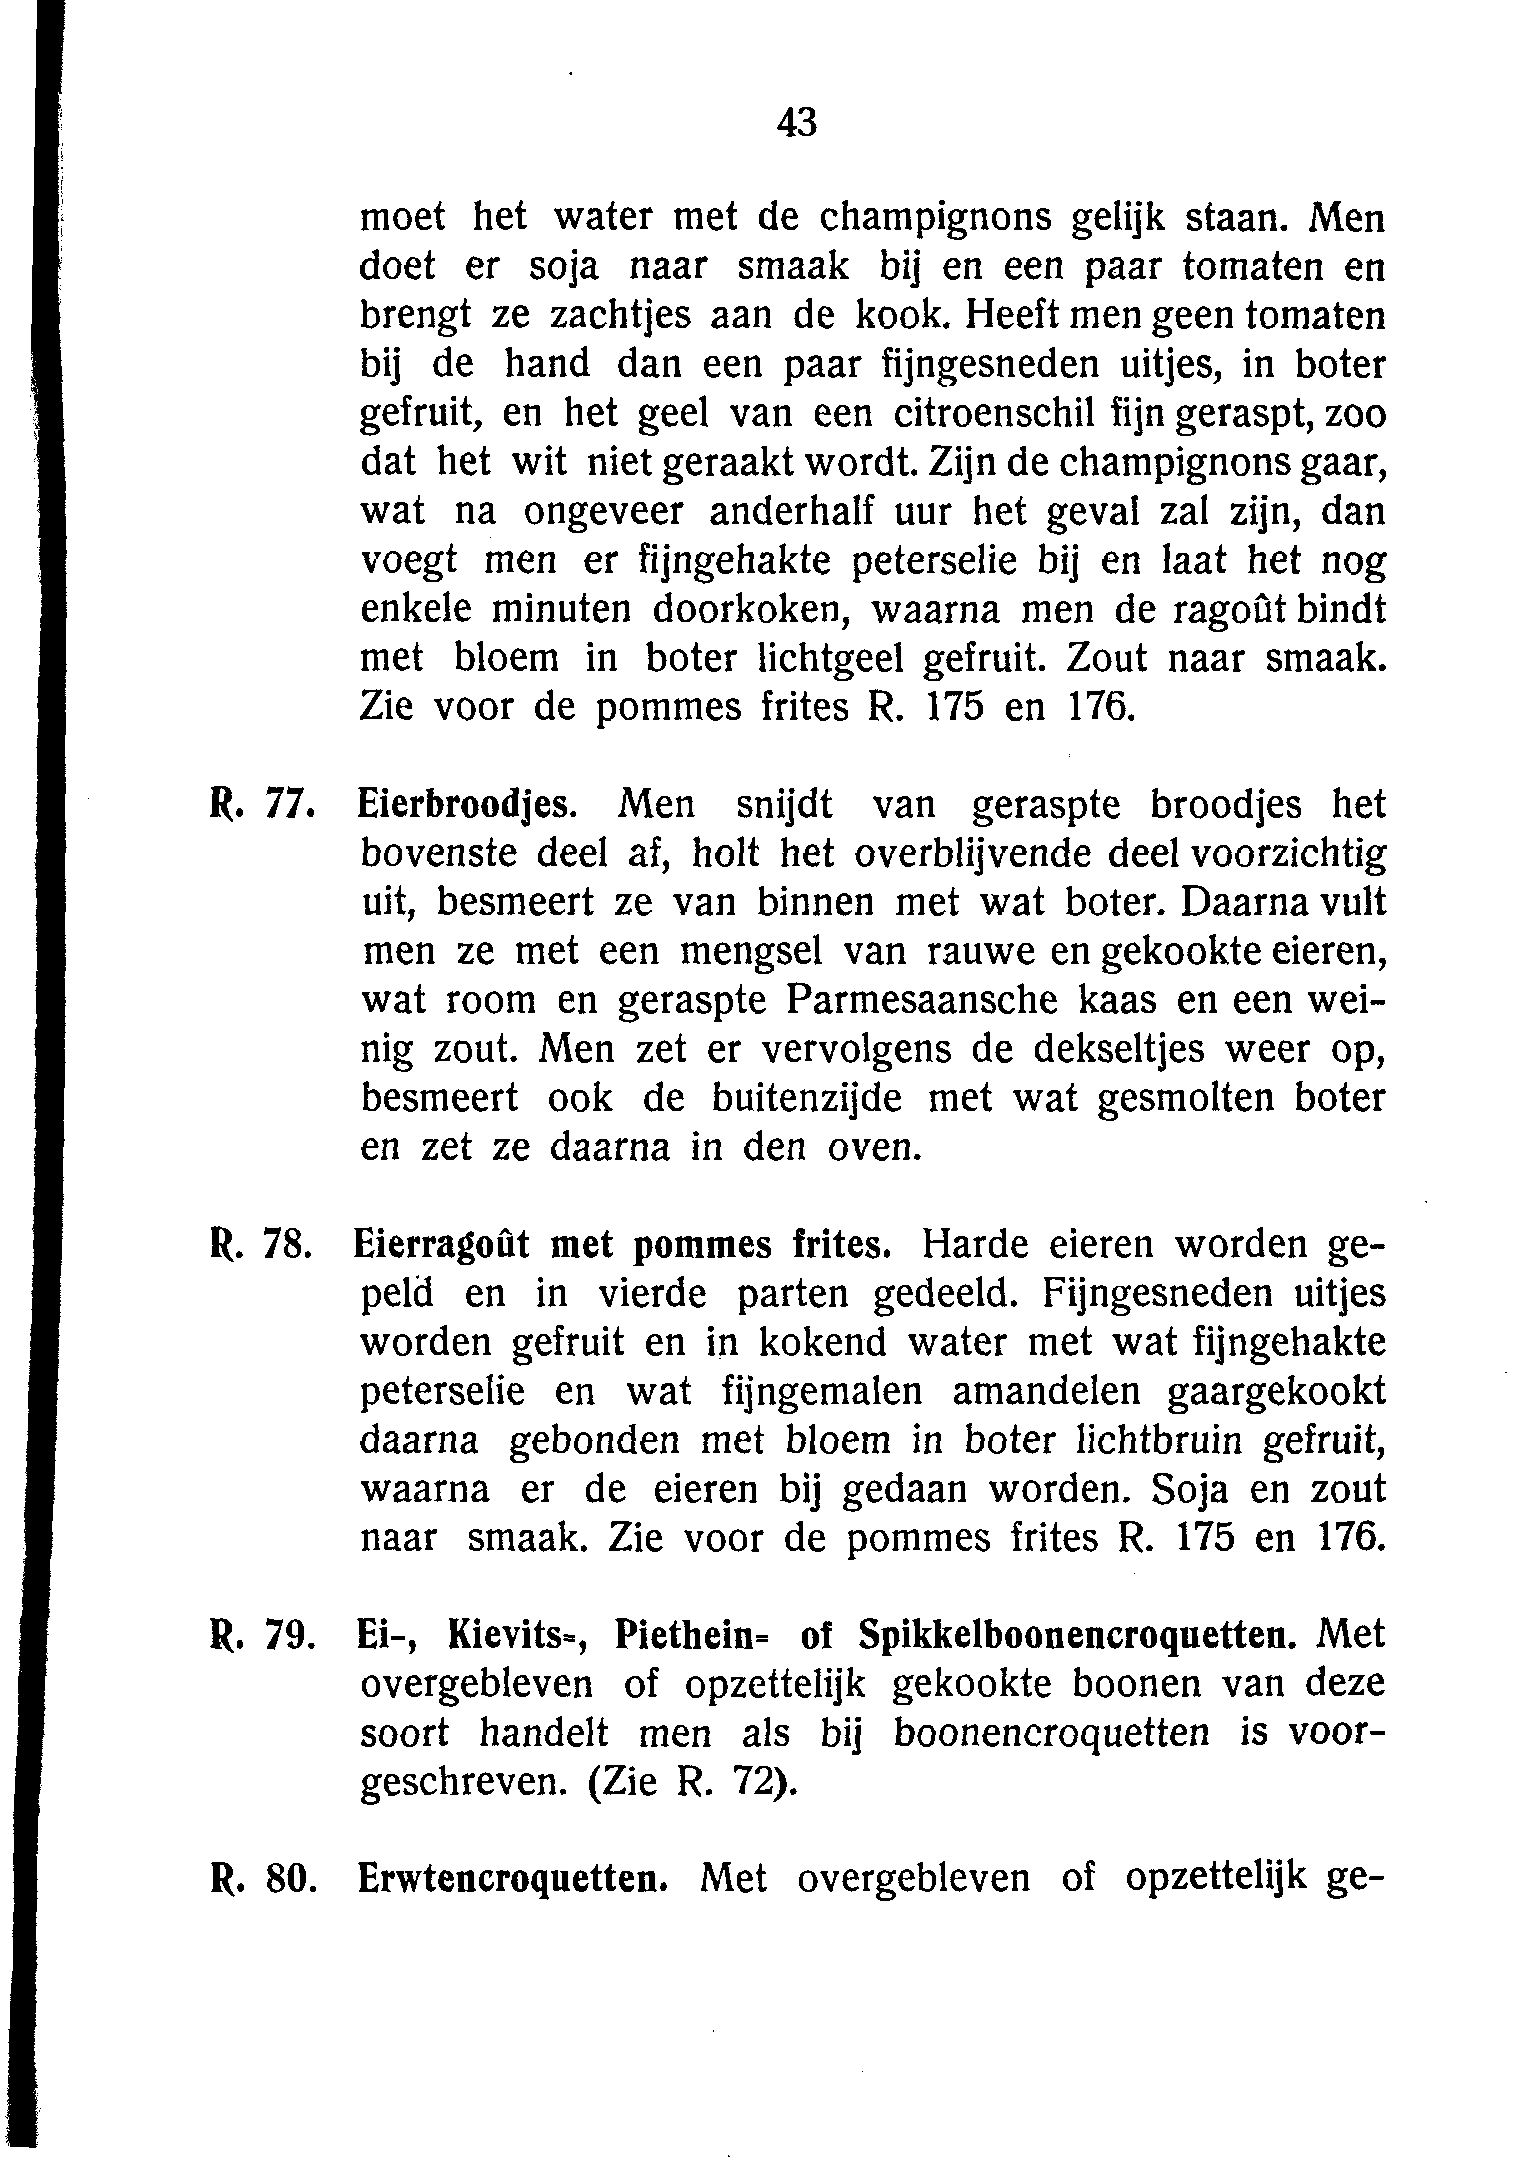 43
moet het water met de champignons gelijk staan. Men
doet er soja naar smaak bij en een paar tomaten en
brengt ze zachtjes aan de kook. Heeft men geen tomaten
bij de hand dan een paar fijngesneden uitjes, in boter
gefruit, en het geel van een citroenschil fijn geraspt, zoo
dat het wit niet geraakt wordt. Zijn de champignons gaar,
wat na ongeveer anderhalf uur het geval zal zijn, dan
voegt men er fijngehakte peterselie bij en laat het nog
enkele minuten doorkoken, waarna men de ragoût bindt
met bloem in boter lichtgeel gefruit. Zout naar smaak.
Zie voor de pommes frites R. 175 en 176.
R. 77. Eierbroodjes. Men snijdt van geraspte broodjes het
bovenste deel af, holt het overblijvende deel voorzichtig
uit, besmeert ze van binnen met wat boter. Daarna vult
men ze met een mengsel van rauwe en gekookte eieren,
wat room en geraspte Parmesaansche kaas en een wei-
nig zout. Men zet er vervolgens de dekseltjes weer op,
besmeert ook de buitenzijde met wat gesmolten boter
en zet ze daarna in den oven.
R. 78. Eierragoût met pommes frites. Harde eieren worden ge-
peld en in vierde parten gedeeld. Fijngesneden uitjes
worden gefruit en in kokend water met wat fijngehakte
peterselie en wat fijngemalen amandelen gaargekookt
daarna gebonden met bloem in boter lichtbruin gefruit,
waarna er de eieren bij gedaan worden. Soja en zout
naar smaak. Zie voor de pommes frites R. 175 en 176.
R. 79. Ei-, Kievits=, Piethein= of Spikkelboonencroquetten. Met
overgebleven of opzettelijk gekookte boonen van deze
soort handelt men als bij boonencroquetten is voor-
geschreven. (Zie R. 72).
R. 80. Erwtencroquetten. Met overgebleven of opzettelijk ge-